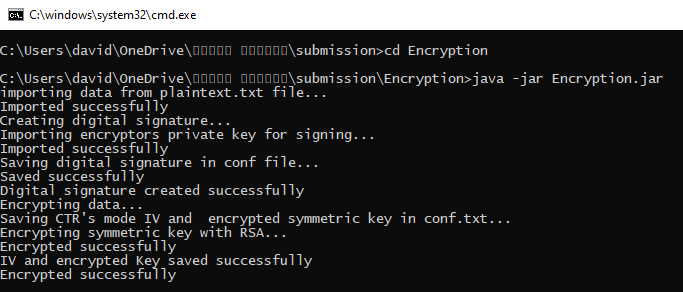 C:\windows\system32\cmd.exe
C:\Users\david\OneDrive\▯▯▯▯▯ ▯▯▯▯▯▯\submission>cd Encryption
C:\Users\david\OneDrive\▯▯▯▯▯ ▯▯▯▯▯▯\submission\Encryption>java -jar Encryption.jar
importing data from plaintext.txt file...
Imported successfully
Creating digital signature...
Importing encryptors private key for signing...
Imported successfully
Saving digital signature in conf file...
Saved successfully
Digital signature created successfully
Encrypting data...
Saving CTR's mode IV and  encrypted symmetric key in conf.txt...
Encrypting symmetric key with RSA...
Encrypted successfully
IV and encrypted Key saved successfully
Encrypted successfully